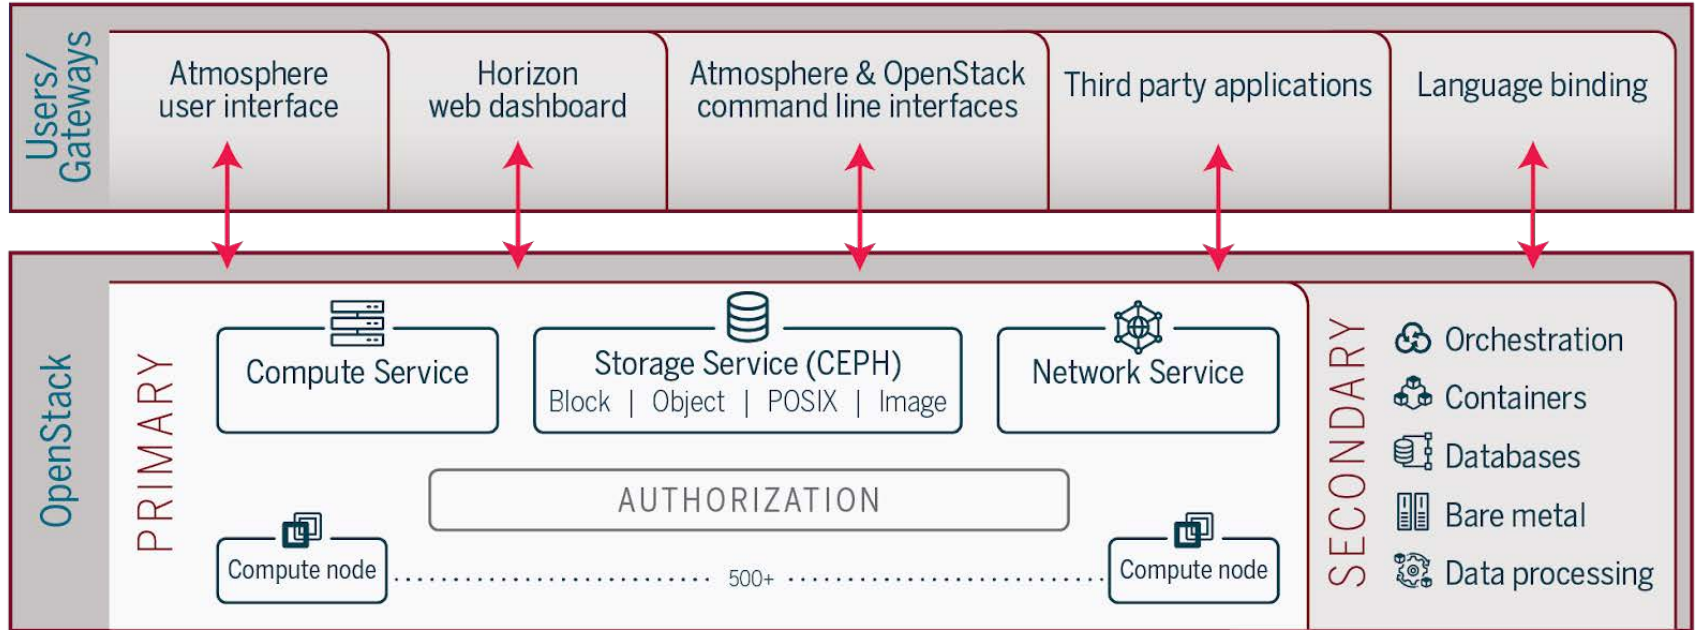 Users/
Gateways
Atmosphere
user interface
Horizon
web dashboard
Atmosphere & OpenStack
command line interfaces
Third party applications
Language binding
OpenStack
PRIMARY
Compute Service
Storage Service (CEPH)
Block | Object | POSIX | Image
Network Service
AUTHORIZATION
Compute node
500+
Compute node
SECONDARY
Orchestration
Containers
Databases
Bare metal
Data processing